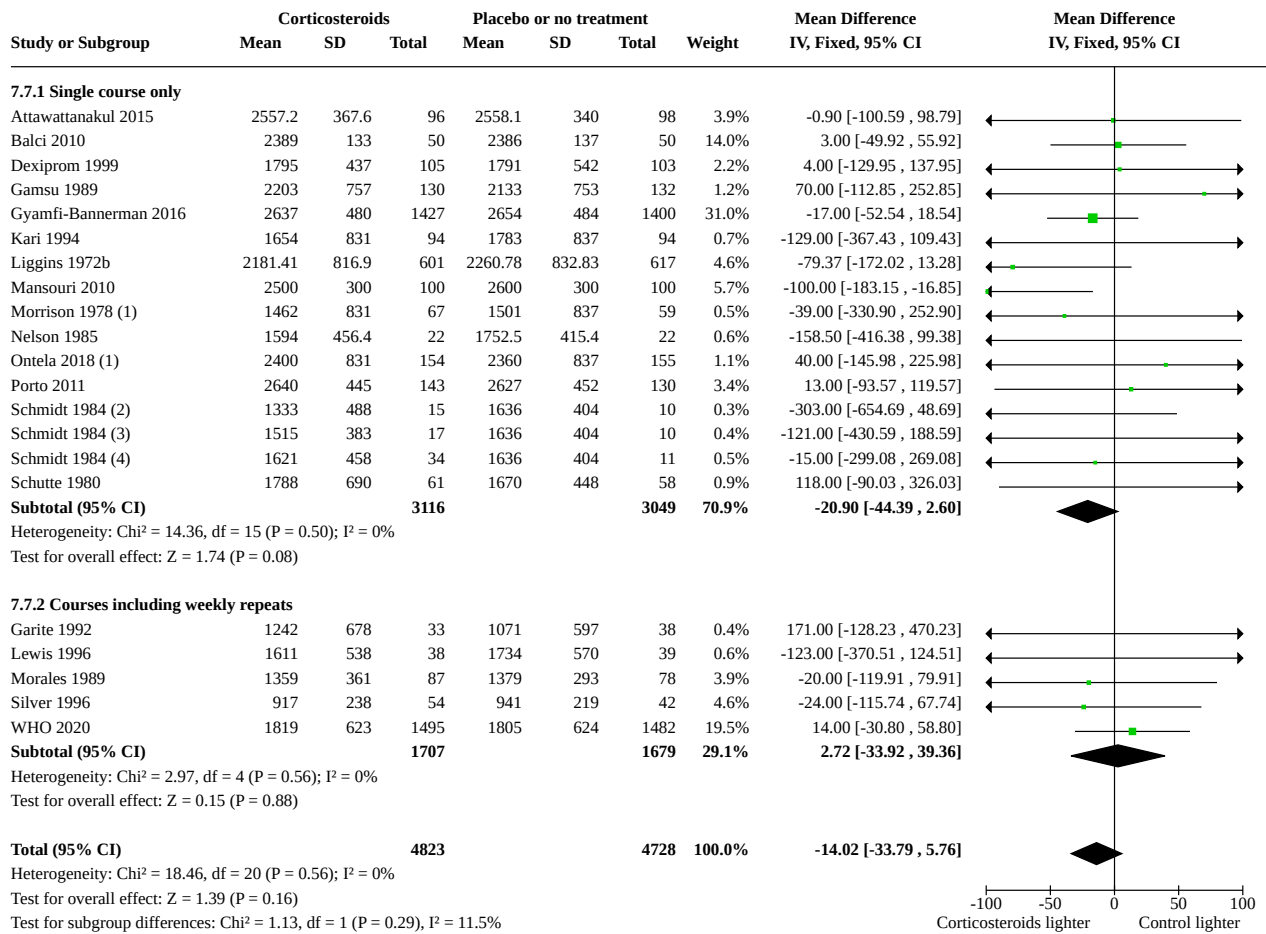 Corticosteroids Placebo or no treatment Mean Difference Mean Difference
Study or Subgroup Mean SD Total Mean SD Total Weight IV, Fixed, 95% CI IV, Fixed, 95% CI
7.7.1 Single course only
Attawattanakul 2015 2557.2 367.6 96 2558.1 340 98 3.9% -0.90 [-100.59 , 98.79]
Balci 2010 2389 133 50 2386 137 50 14.0% 3.00 [-49.92 , 55.92]
Dexiprom 1999 1795 437 105 1791 542 103 2.2% 4.00 [-129.95 , 137.95]
Gamsu 1989 2203 757 130 2133 753 132 1.2% 70.00 [-112.85 , 252.85]
Gyamfi-Bannerman 2016 2637 480 1427 2654 484 1400 31.0% -17.00 [-52.54 , 18.54]
Kari 1994 1654 831 94 1783 837 94 0.7% -129.00 [-367.43 , 109.43]
Liggins 1972b 2181.41 816.9 601 2260.78 832.83 617 4.6% -79.37 [-172.02 , 13.28]
Mansouri 2010 2500 300 100 2600 300 100 5.7% -100.00 [-183.15 , -16.85]
Morrison 1978 (1) 1462 831 67 1501 837 59 0.5% -39.00 [-330.90 , 252.90]
Nelson 1985 1594 456.4 22 1752.5 415.4 22 0.6% -158.50 [-416.38 , 99.38]
Ontela 2018 (1) 2400 831 154 2360 837 155 1.1% 40.00 [-145.98 , 225.98]
Porto 2011 2640 445 143 2627 452 130 3.4% 13.00 [-93.57 , 119.57]
Schmidt 1984 (2) 1333 488 15 1636 404 10 0.3% -303.00 [-654.69 , 48.69]
Schmidt 1984 (3) 1515 383 17 1636 404 10 0.4% -121.00 [-430.59 , 188.59]
Schmidt 1984 (4) 1621 458 34 1636 404 11 0.5% -15.00 [-299.08 , 269.08]
Schutte 1980 1788 690 61 1670 448 58 0.9% 118.00 [-90.03 , 326.03]
Subtotal (95% CI) 3116 3049 70.9% -20.90 [-44.39 , 2.60]
Heterogeneity: Chi² = 14.36, df = 15 (P = 0.50); I² = 0%
Test for overall effect: Z = 1.74 (P = 0.08)
7.7.2 Courses including weekly repeats
Garite 1992 1242 678 33 1071 597 38 0.4% 171.00 [-128.23 , 470.23]
Lewis 1996 1611 538 38 1734 570 39 0.6% -123.00 [-370.51 , 124.51]
Morales 1989 1359 361 87 1379 293 78 3.9% -20.00 [-119.91 , 79.91]
Silver 1996 917 238 54 941 219 42 4.6% -24.00 [-115.74 , 67.74]
WHO 2020 1819 623 1495 1805 624 1482 19.5% 14.00 [-30.80 , 58.80]
Subtotal (95% CI) 1707 1679 29.1% 2.72 [-33.92 , 39.36]
Heterogeneity: Chi² = 2.97, df = 4 (P = 0.56); I² = 0%
Test for overall effect: Z = 0.15 (P = 0.88)
Total (95% CI) 4823 4728 100.0% -14.02 [-33.79 , 5.76]
Heterogeneity: Chi² = 18.46, df = 20 (P = 0.56); I² = 0%
Test for overall effect: Z = 1.39 (P = 0.16)
-100 -50 0 50 100
Test for subgroup differences: Chi² = 1.13, df = 1 (P = 0.29), I² = 11.5% Corticosteroids lighter Control lighter